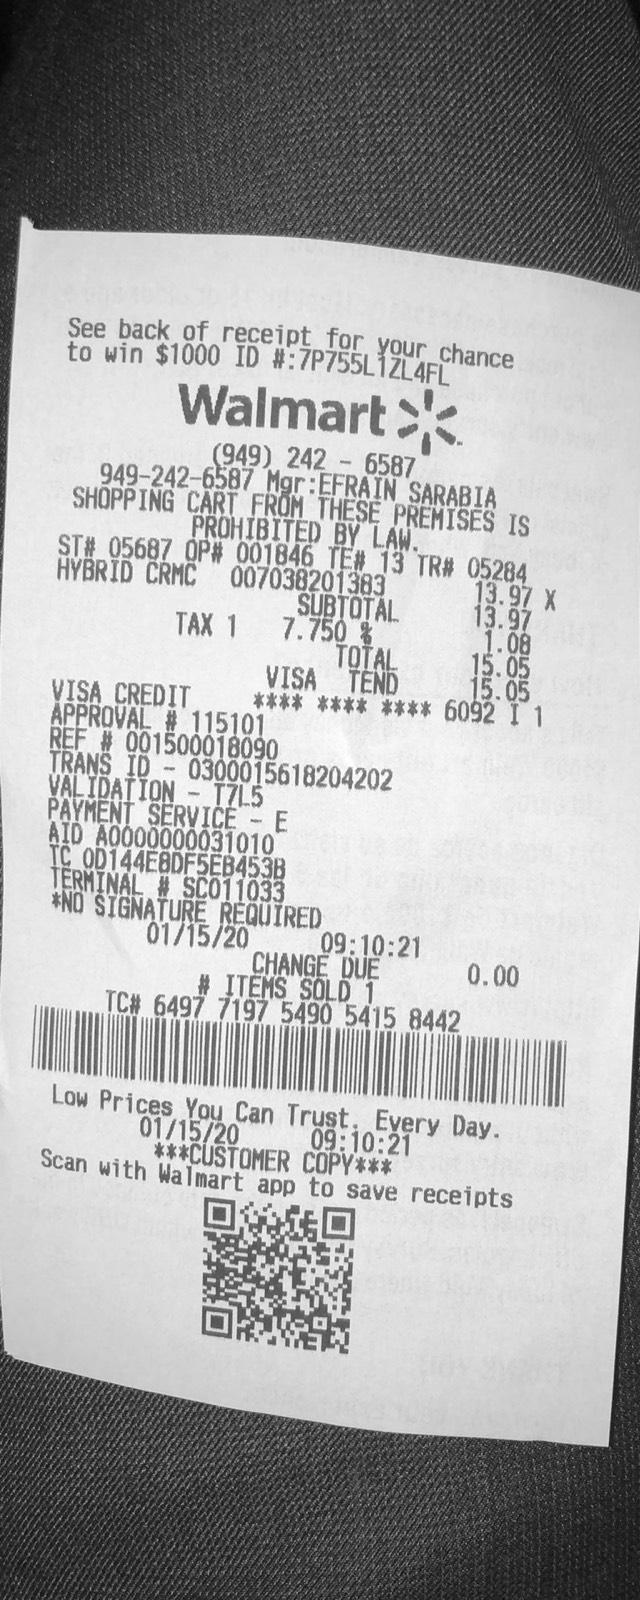 See back of receipt for your chance
to win $1000 ID #:7P755L1ZL4FL
Walmart
(949) 242 - 6587
949-242-6587 Mgr:EFRAIN SARABIA
SHOPPING CART FROM THESE PREMISES IS
PROHIBITED BY LAW.
ST# 05687 OP# 001846 TE# 13 TR# 05284
HYBRID CRMC 007038201383 13.97 X
SUBTOTAL 13.97
TAX 1 7.750 % 1.08
TOTAL 15.05
VISA TEND 15.05
VISA CREDIT **** **** **** 6092 I 1
APPROVAL # 115101
REF # 001500018090
TRANS ID - 0300015618204202
VALIDATION - T7L5
PAYMENT SERVICE - E
AID A0000000031010
TC 0D144E8DF5EB453B
TERMINAL # SC011033
*NO SIGNATURE REQUIRED
01/15/20 09:10:21
CHANGE DUE 0.00
# ITEMS SOLD 1
TC# 6497 7197 5490 5415 8442
Low Prices You Can Trust. Every Day.
01/15/20 09:10:21
***CUSTOMER COPY***
Scan with Walmart app to save receipts